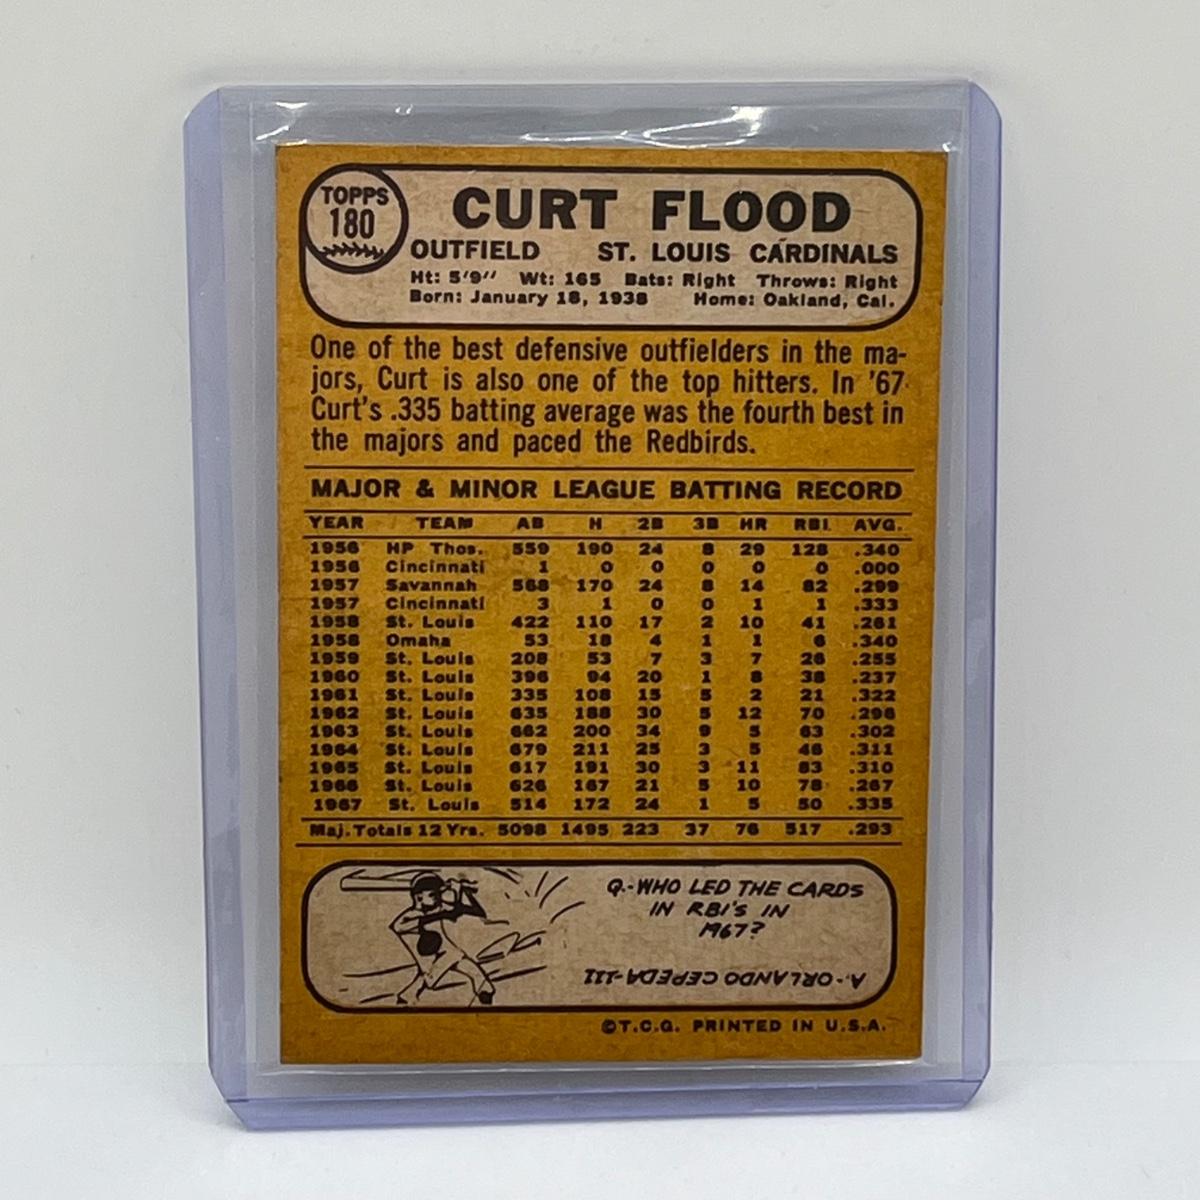 TOPPS
180
CURT FLOOD
OUTFIELD ST. LOUIS CARDINALS
Ht: 5'9" Wt: 165 Bats: Right Throws: Right
Born: January 18, 1938 Home: Oakland, Cal.
One of the best defensive outfielders in the ma-
jors, Curt is also one of the top hitters. In '67
Curt's .335 batting average was the fourth best in
the majors and paced the Redbirds.
MAJOR & MINOR LEAGUE BATTING RECORD
YEAR TEAM AB H 2B 3B HR RBI. AVG.
1956 HP Thos. 559 190 24 8 29 128 .340
1956 Cincinnati 1 0 0 0 0 0 .000
1957 Savannah 568 170 24 8 14 82 .299
1957 Cincinnati 3 1 0 0 1 1 .333
1958 St. Louis 422 110 17 2 10 41 .261
1958 Omaha 53 18 4 1 1 6 .340
1959 St. Louis 208 53 7 3 7 26 .255
1960 St. Louis 396 94 20 1 8 38 .237
1961 St. Louis 335 108 15 5 2 21 .322
1962 St. Louis 635 188 30 5 12 70 .296
1963 St. Louis 662 200 34 9 5 63 .302
1964 St. Louis 679 211 25 3 5 46 .311
1965 St. Louis 617 191 30 3 11 83 .310
1966 St. Louis 626 167 21 5 10 78 .267
1967 St. Louis 514 172 24 1 5 50 .335
Maj. Totals 12 Yrs. 5098 1495 223 37 76 517 .293
Q.-WHO LED THE CARDS
IN RBI'S IN
1967?
A.-ORLANDO CEPEDA-111
©T.C.G. PRINTED IN U.S.A.